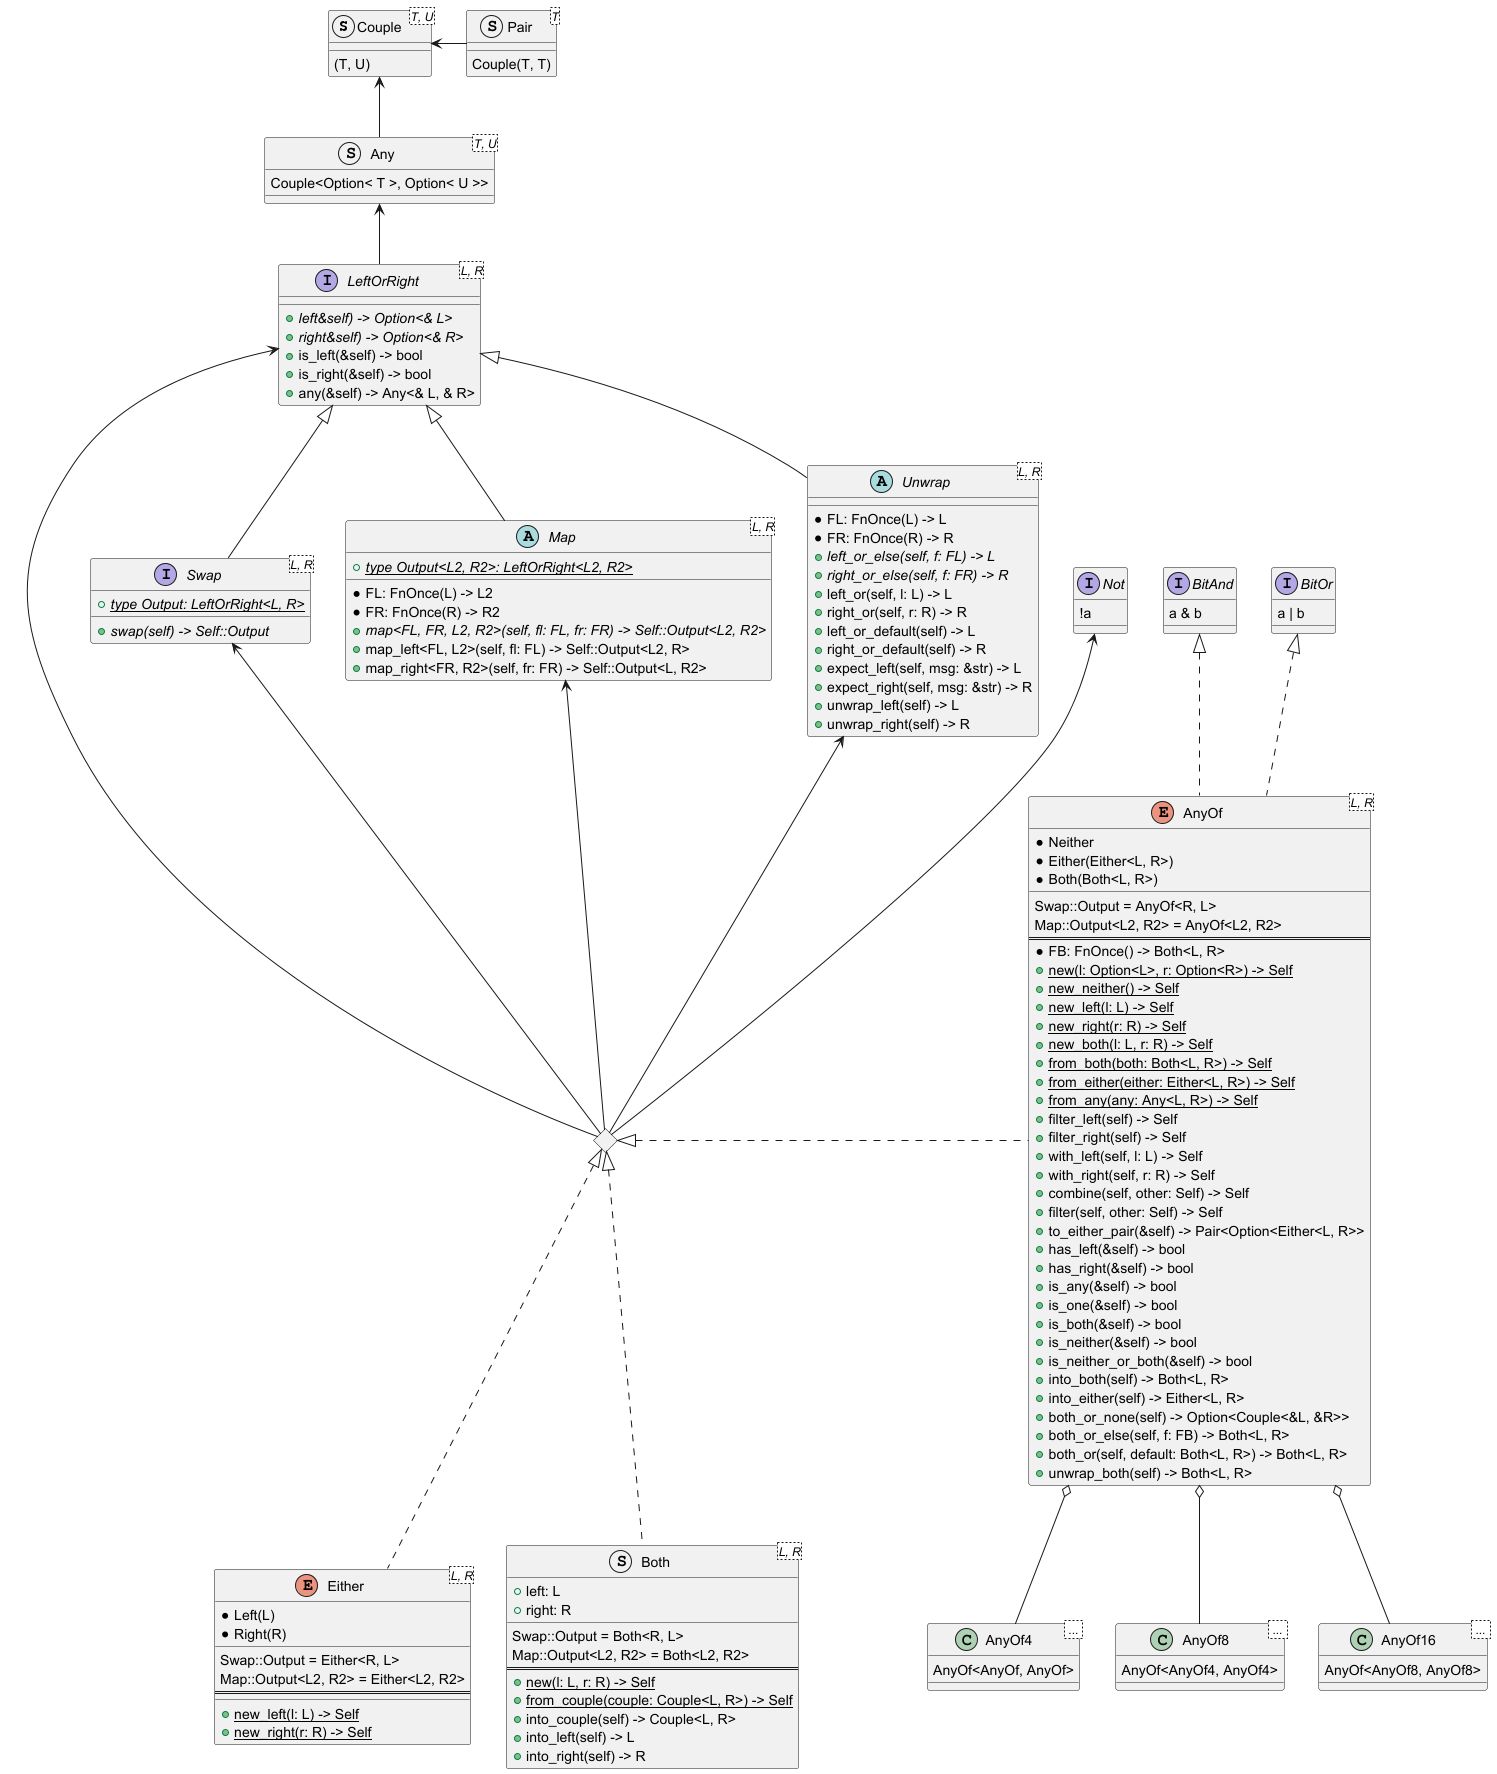 S Couple
T, U
(T, U)
S Pair
T
Couple(T, T)
S Any
T, U
Couple<Option< T >, Option< U >>
I LeftOrRight
L, R
left&self) -> Option<& L>
right&self) -> Option<& R>
is_left(&self) -> bool
is_right(&self) -> bool
any(&self) -> Any<& L, & R>
I Swap
L, R
type Output: LeftOrRight<L, R>
swap(self) -> Self::Output
A Map
L, R
type Output<L2, R2>: LeftOrRight<L2, R2>
FL: FnOnce(L) -> L2
FR: FnOnce(R) -> R2
map<FL, FR, L2, R2>(self, fl: FL, fr: FR) -> Self::Output<L2, R2>
map_left<FL, L2>(self, fl: FL) -> Self::Output<L2, R>
map_right<FR, R2>(self, fr: FR) -> Self::Output<L, R2>
A Unwrap
L, R
FL: FnOnce(L) -> L
FR: FnOnce(R) -> R
left_or_else(self, f: FL) -> L
right_or_else(self, f: FR) -> R
left_or(self, l: L) -> L
right_or(self, r: R) -> R
left_or_default(self) -> L
right_or_default(self) -> R
expect_left(self, msg: &str) -> L
expect_right(self, msg: &str) -> R
unwrap_left(self) -> L
unwrap_right(self) -> R
I Not
!a
I BitAnd
a & b
I BitOr
a | b
E AnyOf
L, R
Neither
Either(Either<L, R>)
Both(Both<L, R>)
Swap::Output = AnyOf<R, L>
Map::Output<L2, R2> = AnyOf<L2, R2>
FB: FnOnce() -> Both<L, R>
new(l: Option<L>, r: Option<R>) -> Self
new_neither() -> Self
new_left(l: L) -> Self
new_right(r: R) -> Self
new_both(l: L, r: R) -> Self
from_both(both: Both<L, R>) -> Self
from_either(either: Either<L, R>) -> Self
from_any(any: Any<L, R>) -> Self
filter_left(self) -> Self
filter_right(self) -> Self
with_left(self, l: L) -> Self
with_right(self, r: R) -> Self
combine(self, other: Self) -> Self
filter(self, other: Self) -> Self
to_either_pair(&self) -> Pair<Option<Either<L, R>>
has_left(&self) -> bool
has_right(&self) -> bool
is_any(&self) -> bool
is_one(&self) -> bool
is_both(&self) -> bool
is_neither(&self) -> bool
is_neither_or_both(&self) -> bool
into_both(self) -> Both<L, R>
into_either(self) -> Either<L, R>
both_or_none(self) -> Option<Couple<&L, &R>>
both_or_else(self, f: FB) -> Both<L, R>
both_or(self, default: Both<L, R>) -> Both<L, R>
unwrap_both(self) -> Both<L, R>
E Either
L, R
Left(L)
Right(R)
Swap::Output = Either<R, L>
Map::Output<L2, R2> = Either<L2, R2>
new_left(l: L) -> Self
new_right(r: R) -> Self
S Both
L, R
left: L
right: R
Swap::Output = Both<R, L>
Map::Output<L2, R2> = Both<L2, R2>
new(l: L, r: R) -> Self
from_couple(couple: Couple<L, R>) -> Self
into_couple(self) -> Couple<L, R>
into_left(self) -> L
into_right(self) -> R
C AnyOf4
...
AnyOf<AnyOf, AnyOf>
C AnyOf8
...
AnyOf<AnyOf4, AnyOf4>
C AnyOf16
...
AnyOf<AnyOf8, AnyOf8>